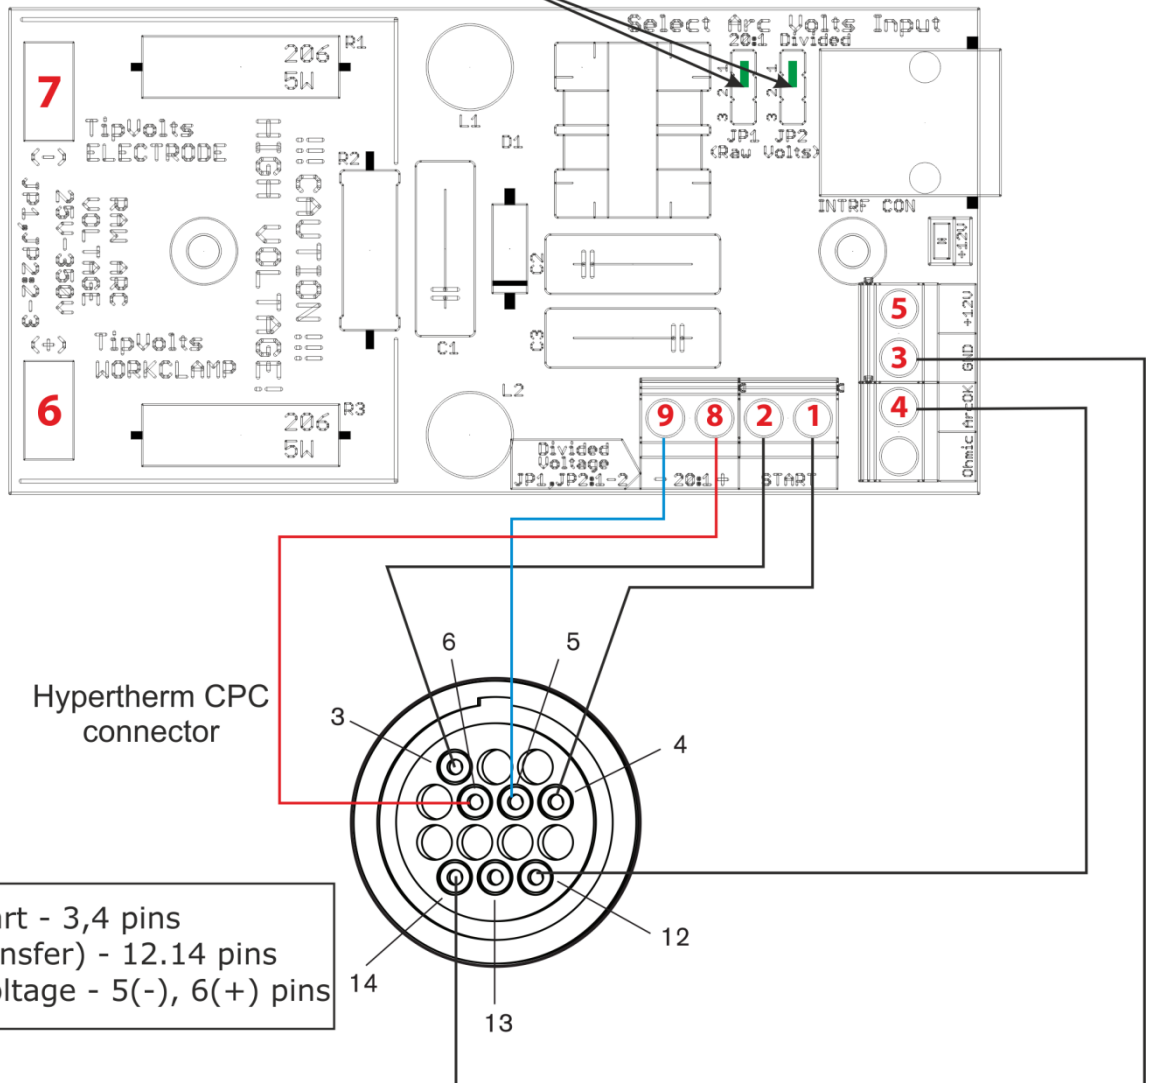 Select Arc Volts Input
20:1 Divided
1
2
3
1
2
3
JP1 JP2
(Raw Volts)
206
5W
R1
7
TipVolts
ELECTRODE
(-)
JP1,JP2:2-3
25V-350V
RAW ARC
VOLTAGE
HIGH VOLTAGE!
!!! CAUTION !!!
R2
L1
D1
C1
C2
C3
INTRF CON
+12V
5
+12V
3
GND
4
ArcOK
Ohmic
(+)
TipVolts
WORKCLAMP
6
206
5W
R3
L2
9
8
2
1
Divided
Voltage
JP1,JP2:1-2
- 20:1 +
START
Hypertherm CPC
connector
6
5
3
4
12
14
13
art - 3,4 pins
nsfer) - 12.14 pins
oltage - 5(-), 6(+) pins